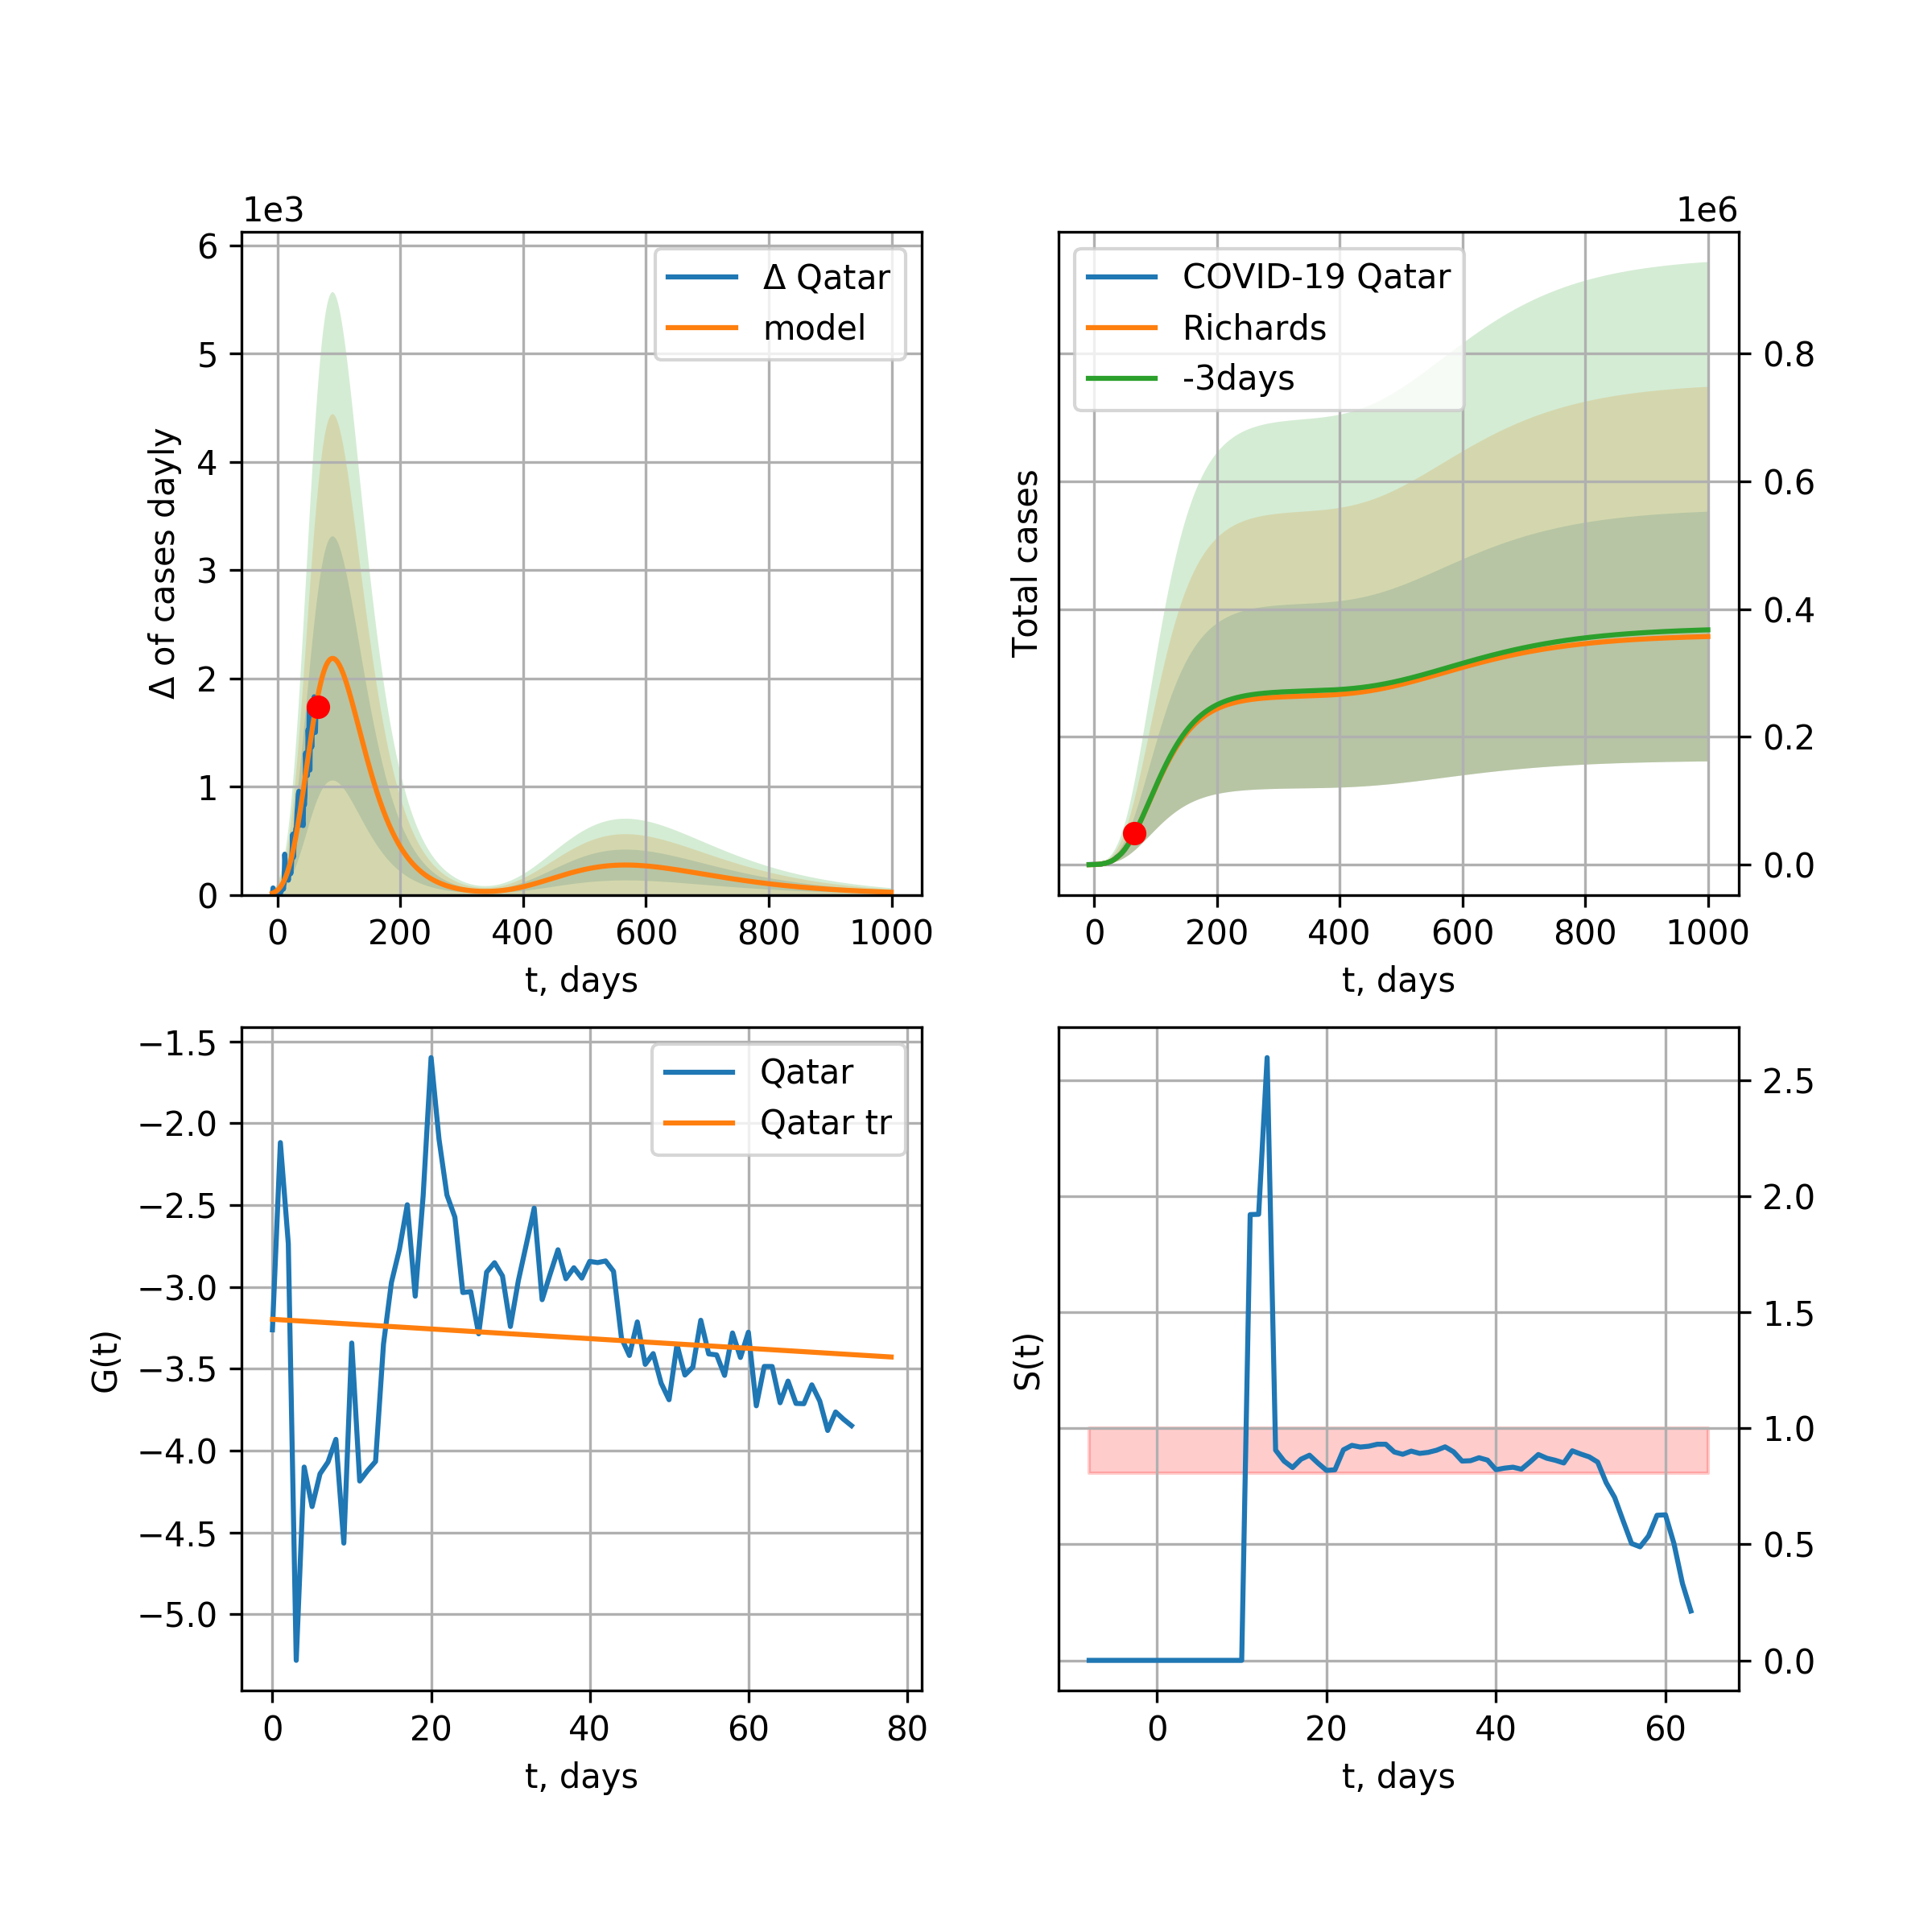 1e3
6
5
4
3
2
1
0
Δ of cases dayly
Δ Qatar
model
0 200 400 600 800 1000
t, days
1e6
COVID-19 Qatar
Richards
-3days
Total cases
0.8
0.6
0.4
0.2
0.0
0 200 400 600 800 1000
t, days
−1.5
−2.0
−2.5
−3.0
−3.5
−4.0
−4.5
−5.0
G(t)
Qatar
Qatar tr
0 20 40 60 80
t, days
S(t)
2.5
2.0
1.5
1.0
0.5
0.0
0 20 40 60
t, days